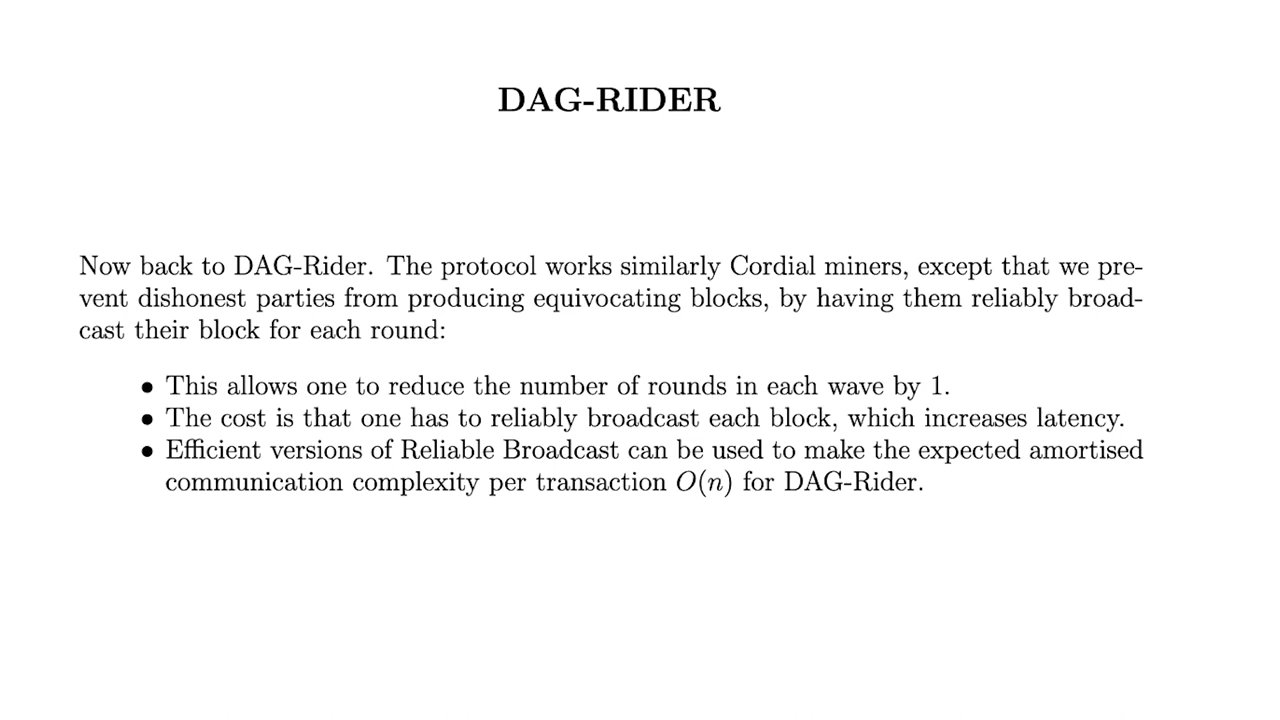 DAG-RIDER
Now back to DAG-Rider. The protocol works similarly Cordial miners, except that we pre-
vent dishonest parties from producing equivocating blocks, by having them reliably broad-
cast their block for each round:
• This allows one to reduce the number of rounds in each wave by 1.
• The cost is that one has to reliably broadcast each block, which increases latency.
• Efficient versions of Reliable Broadcast can be used to make the expected amortised
communication complexity per transaction O(n) for DAG-Rider.